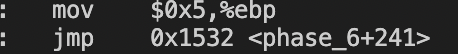 :   mov    $0x5,%ebp
:   jmp    0x1532 <phase_6+241>